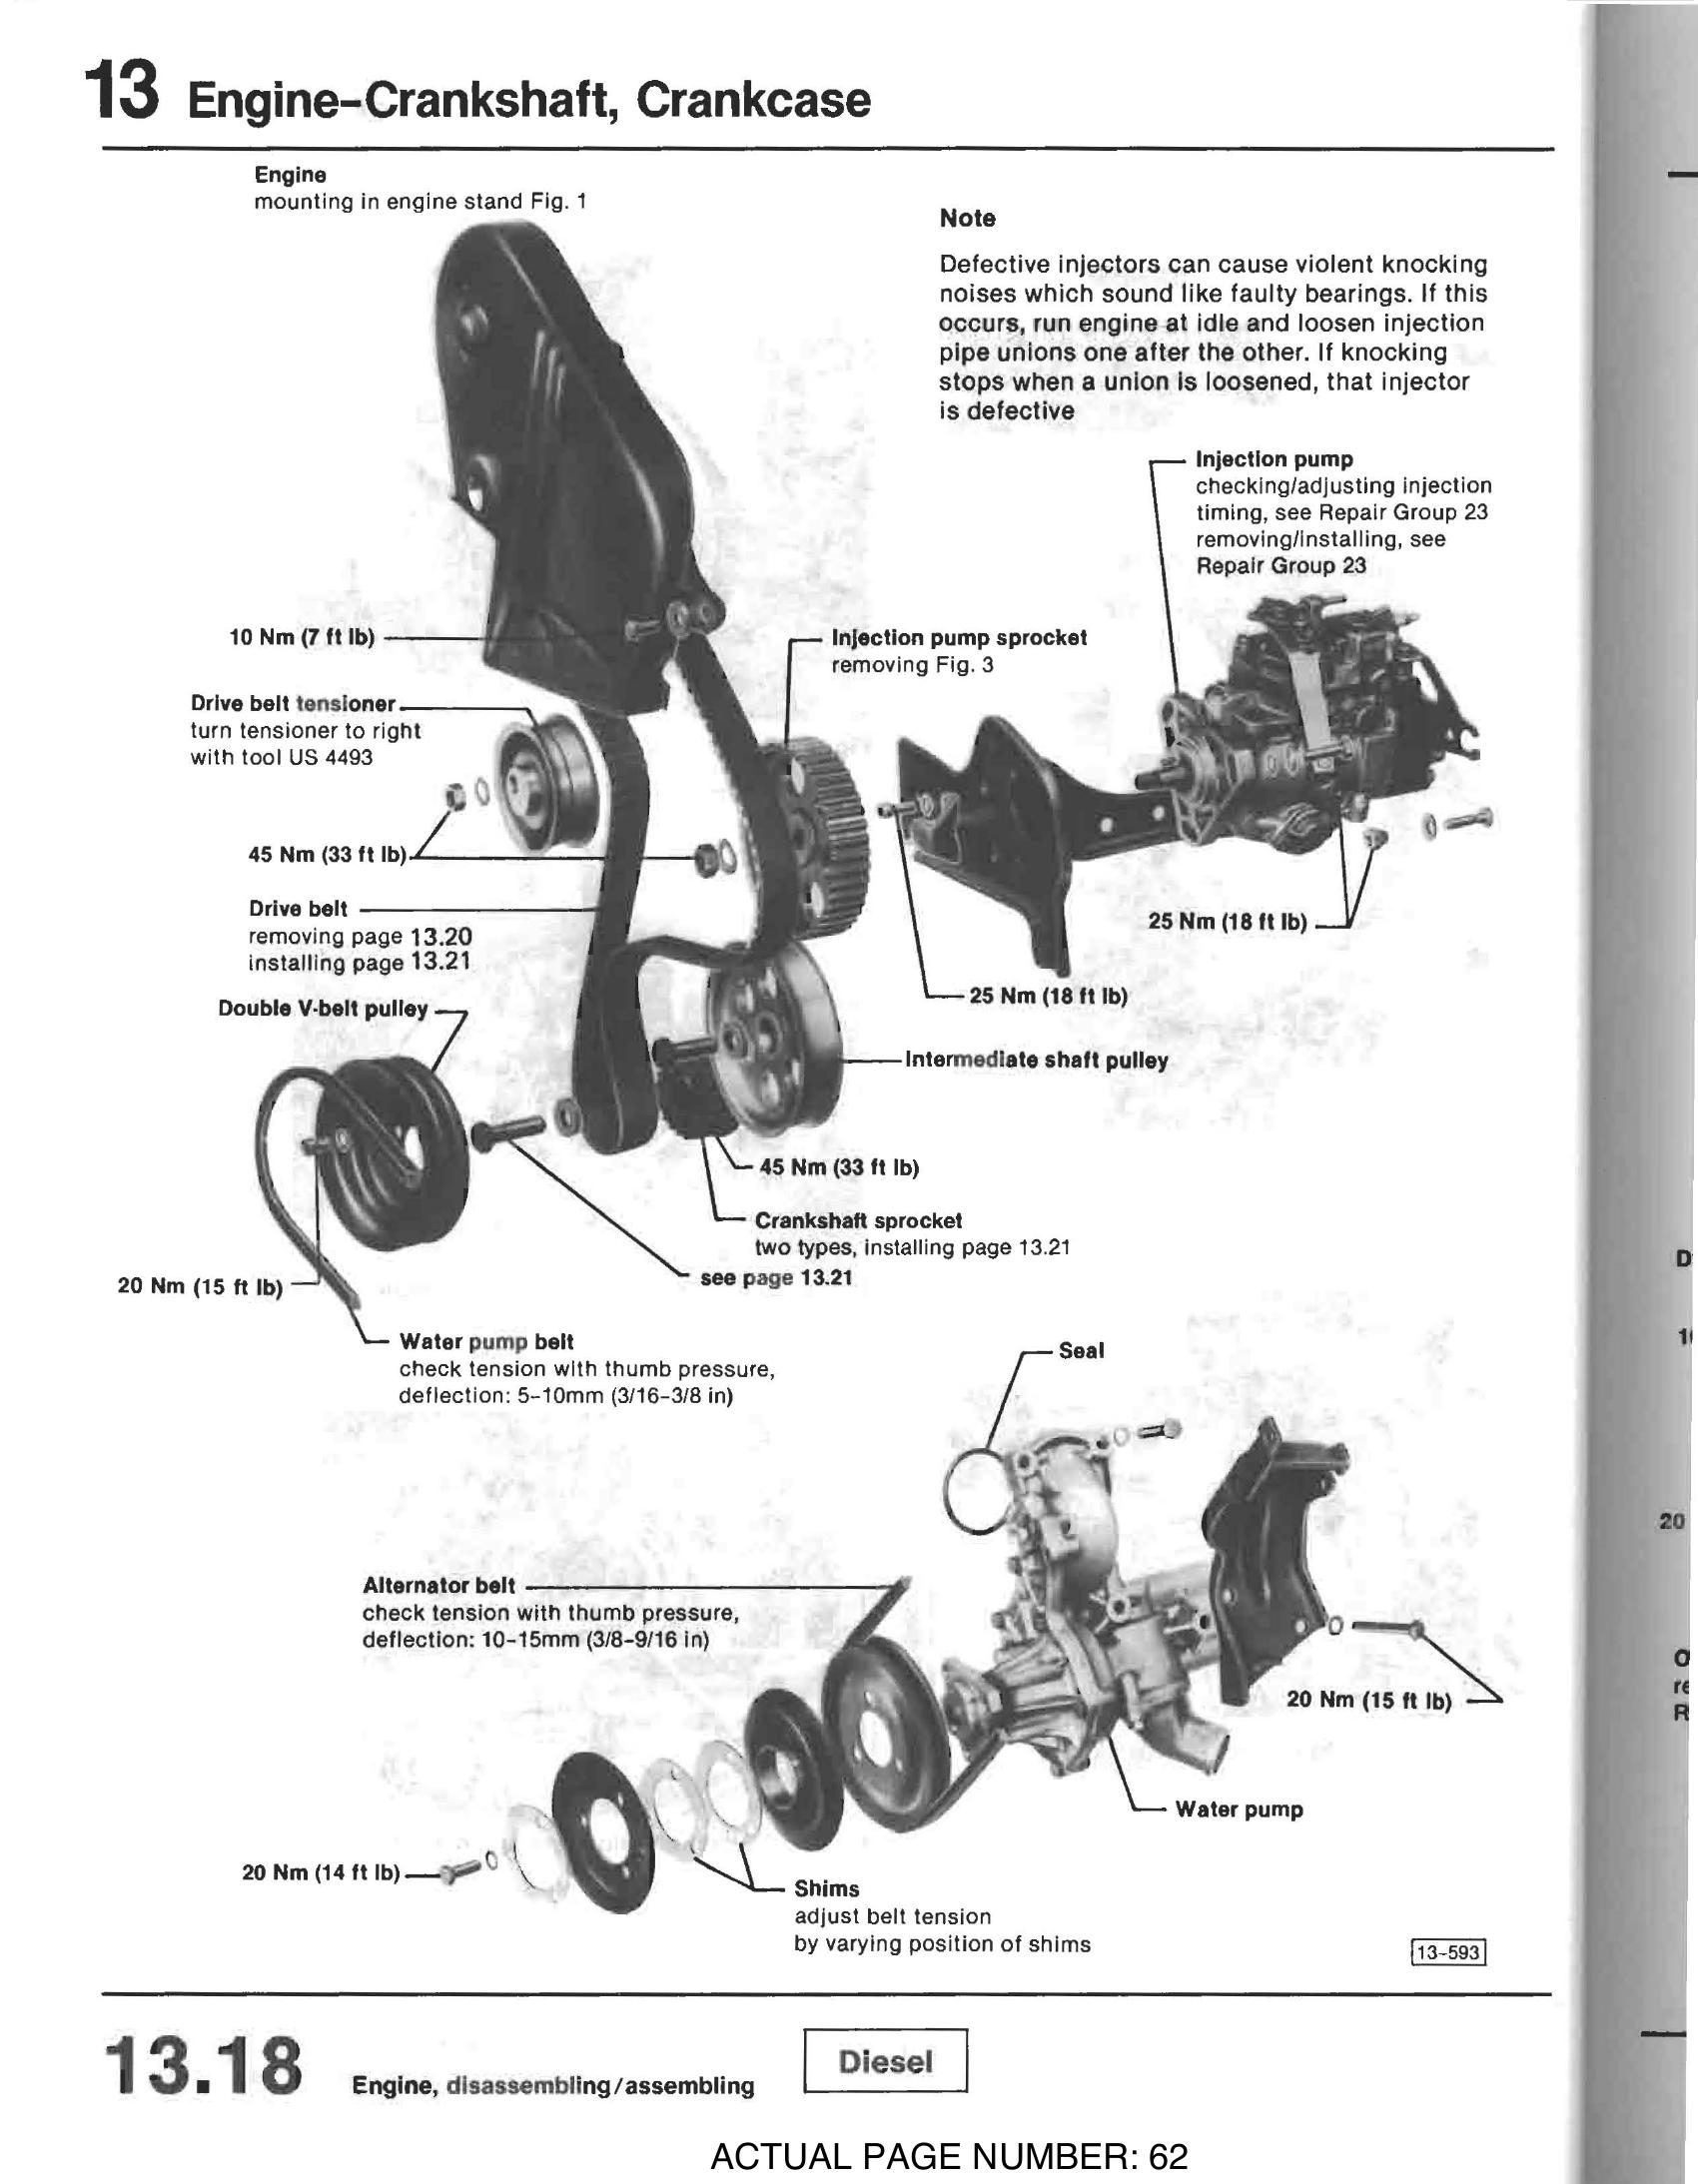 13 Engine-Crankshaft, Crankcase
Engine
mounting in engine stand Fig. 1
Note
Defective injectors can cause violent knocking
noises which sound like faulty bearings. If this
occurs, run engine at idle and loosen injection
pipe unions one after the other. If knocking
stops when a union is loosened, that injector
is defective
Injection pump
checking/adjusting injection
timing, see Repair Group 23
removing/installing, see
Repair Group 23
10 Nm (7 ft lb)
Injection pump sprocket
removing Fig. 3
Drive belt tensioner
turn tensioner to right
with tool US 4493
45 Nm (33 ft lb)
Drive belt
removing page 13.20
installing page 13.21
25 Nm (18 ft lb)
25 Nm (18 ft lb)
Double V-belt pulley
Intermediate shaft pulley
45 Nm (33 ft lb)
Crankshaft sprocket
two types, installing page 13.21
see page 13.21
20 Nm (15 ft lb)
Water pump belt
check tension with thumb pressure,
deflection: 5-10mm (3/16-3/8 in)
Seal
Alternator belt
check tension with thumb pressure,
deflection: 10-15mm (3/8-9/16 in)
20 Nm (15 ft lb)
Water pump
20 Nm (14 ft lb)
Shims
adjust belt tension
by varying position of shims
13-593
13.18 Engine, disassembling/assembling
Diesel
ACTUAL PAGE NUMBER: 62
D
20
R